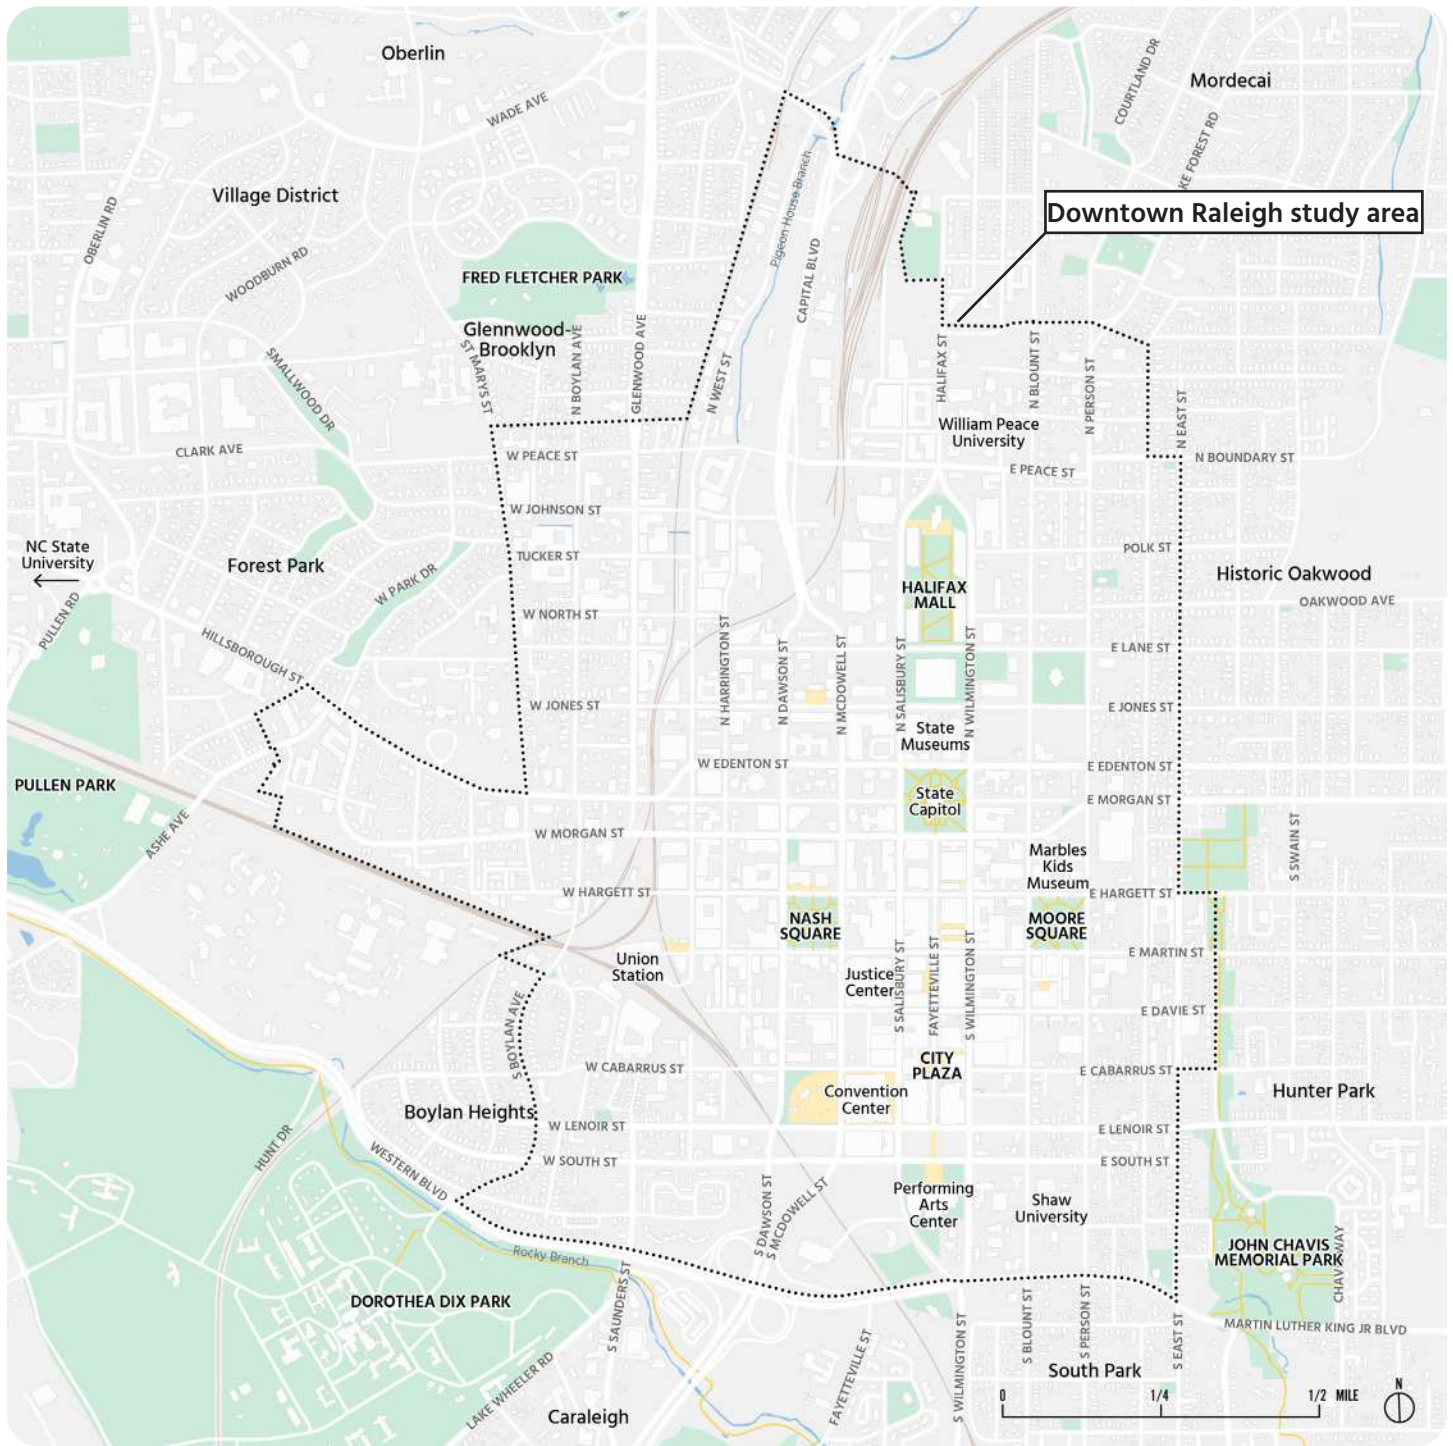 Oberlin
Mordecai
COURTLAND DR
WADE AVE
KE FOREST RD
Pigeon House Branch
Village District
OBERLIN RD
Downtown Raleigh study area
WOODBURN RD
CAPITAL BLVD
FRED FLETCHER PARK
Glennwood-
Brooklyn
SMALLWOOD DR
ST MARYS ST
N BOYLAN AVE
GLENWOOD AVE
N WEST ST
HALIFAX ST
N BLOUNT ST
N PERSON ST
N EAST ST
William Peace
University
CLARK AVE
W PEACE ST
E PEACE ST
N BOUNDARY ST
W JOHNSON ST
NC State
University
TUCKER ST
POLK ST
Forest Park
W PARK DR
Historic Oakwood
HALIFAX
MALL
OAKWOOD AVE
PULLEN RD
W NORTH ST
HILLSBOROUGH ST
N HARRINGTON ST
N DAWSON ST
N MCDOWELL ST
N SALISBURY ST
N WILMINGTON ST
E LANE ST
W JONES ST
E JONES ST
State
Museums
W EDENTON ST
E EDENTON ST
PULLEN PARK
State
Capitol
E MORGAN ST
ASHE AVE
W MORGAN ST
S SWAIN ST
Marbles
Kids
Museum
W HARGETT ST
E HARGETT ST
NASH
SQUARE
MOORE
SQUARE
E MARTIN ST
Union
Station
Justice
Center
S SALISBURY ST
FAYETTEVILLE ST
S WILMINGTON ST
E DAVIE ST
S BOYLAN AVE
CITY
PLAZA
W CABARRUS ST
E CABARRUS ST
Convention
Center
Hunter Park
Boylan Heights
W LENOIR ST
E LENOIR ST
HUNT DR
WESTERN BLVD
W SOUTH ST
E SOUTH ST
Performing
Arts
Center
Shaw
University
S DAWSON ST
S MCDOWELL ST
Rocky Branch
JOHN CHAVIS
MEMORIAL PARK
DOROTHEA DIX PARK
S SAUNDERS ST
S BLOUNT ST
S PERSON ST
S EAST ST
MARTIN LUTHER KING JR BLVD
LAKE WHEELER RD
FAYETTEVILLE ST
S WILMINGTON ST
South Park
Caraleigh
0 1/4 1/2 MILE
N